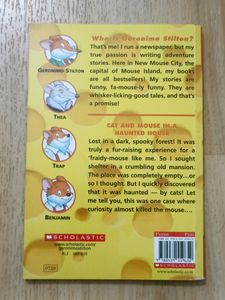 Who is Geronimo Stilton?
That's me! I run a newspaper, but my
true passion is writing adventure
stories. Here in New Mouse City, the
capital of Mouse Island, my books
are all bestsellers! My stories are
funny, fa-mouse-ly funny. They are
whisker-licking-good tales, and that's
a promise!
GERONIMO STILTON
THEA
TRAP
BENJAMIN
CAT AND MOUSE IN A
HAUNTED HOUSE
Lost in a dark, spooky forest! It
was a fur-raising experience for a
'fraidy-mouse like me. So I sought
shelter in a crumbling old mansion.
The place was completely empty....or
so I thought. But I quickly discovered
that it was haunted — by cats! Let
me tell you, this was one case where
curiosity almost killed the mouse....
SCHOLASTIC
www.scholastic.com/
geronimostilton
SCHOLASTIC
www.scholastic.co.in